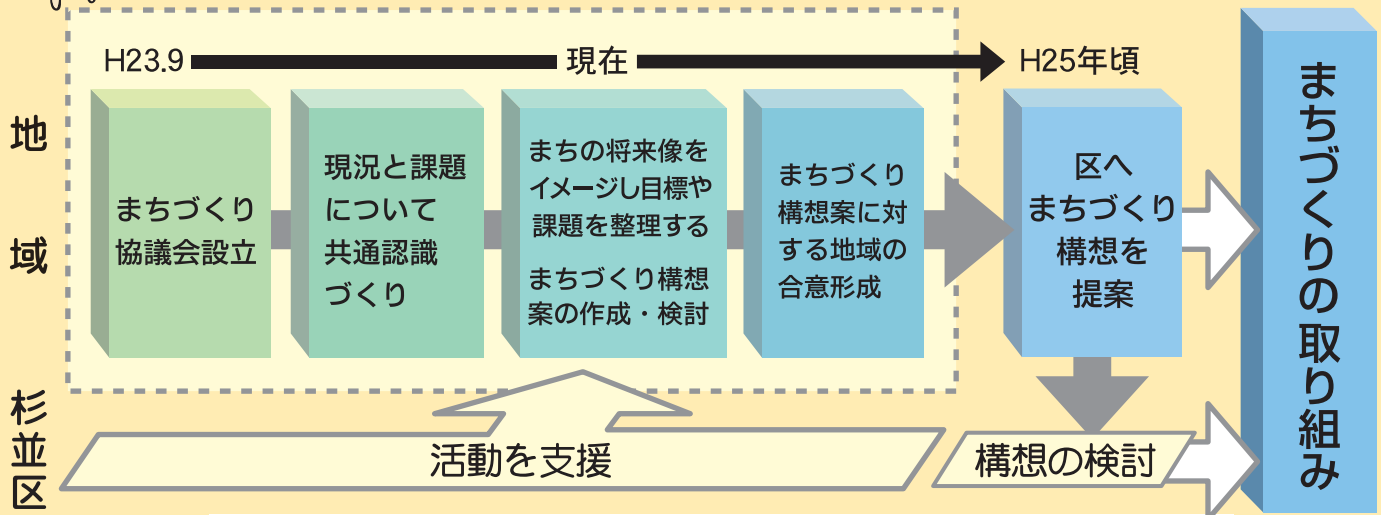 H23.9
現在
H25年頃
地域
まちづくり
協議会設立
現況と課題
について
共通認識
づくり
まちの将来像を
イメージし目標や
課題を整理する
まちづくり構想
案の作成・検討
まちづくり
構想案に対
する地域の
合意形成
区へ
まちづくり
構想を
提案
まちづくりの取り組み
杉並区
活動を支援
構想の検討